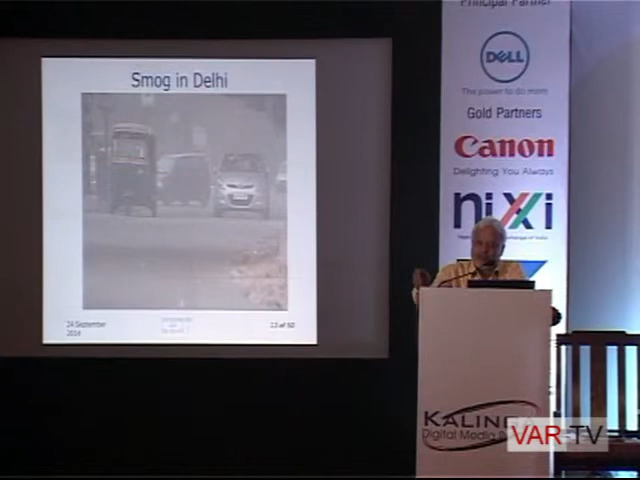 Smog in Delhi
24 September
2014
13 of 50
Principal Partner
DELL
The power to do more
Gold Partners
Canon
Delighting You Always
nixi
KALINGA
Digital Media
VAR-TV